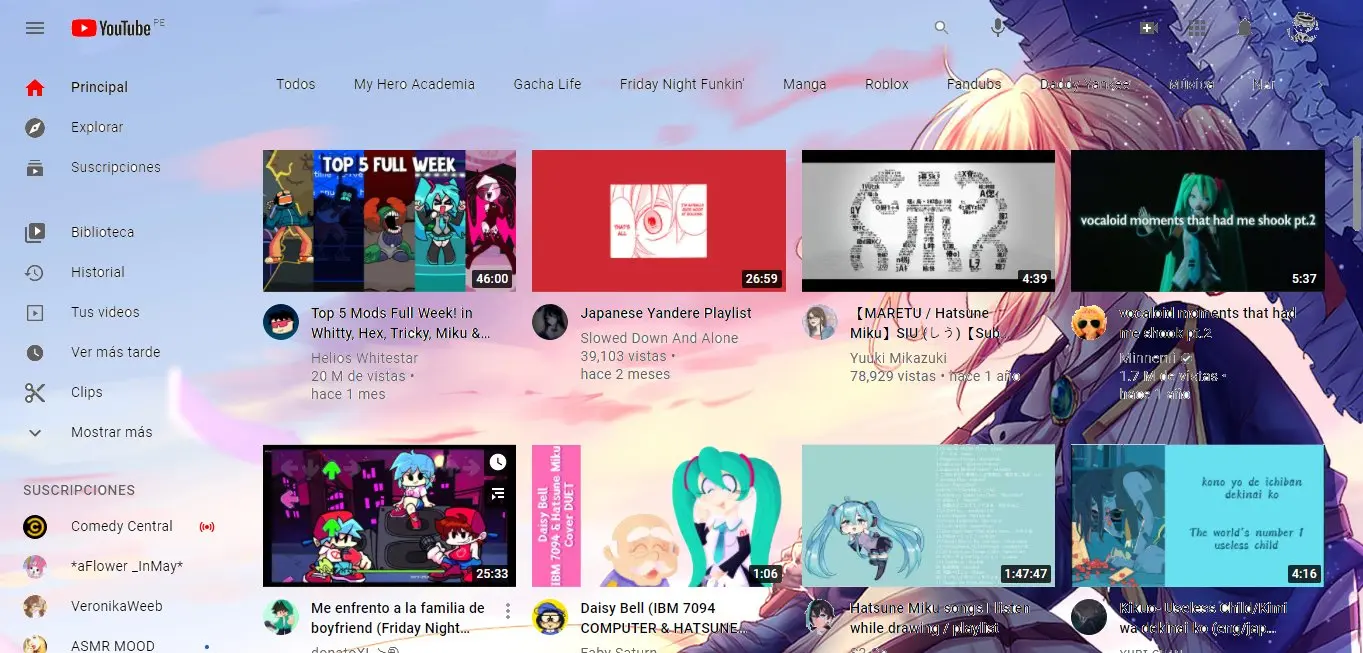 YouTube PE
Todos My Hero Academia Gacha Life Friday Night Funkin' Manga Roblox Fandubs Daddy Yankee Música
Principal
Explorar
Suscripciones
Biblioteca
Historial
Tus videos
Ver más tarde
Clips
Mostrar más
SUSCRIPCIONES
Comedy Central
*aFlower _InMay*
VeronikaWeeb
ASMR MOOD
TOP 5 FULL WEEK
46:00
Top 5 Mods Full Week! in
Whitty, Hex, Tricky, Miku &...
Helios Whitestar
20 M de vistas •
hace 1 mes
THAT'S
ALL
26:59
Japanese Yandere Playlist
Slowed Down And Alone
39,103 vistas •
hace 2 meses
4:39
【MARETU / Hatsune
Miku】SIU (しう)【Sub...
Yuuki Mikazuki
78,929 vistas • hace 1 año
vocaloid moments that had me shook pt.2
5:37
vocaloid moments that had
me shook pt.2
Minnenti
1.7 M de vistas •
hace 1 año
25:33
Me enfrento a la familia de
boyfriend (Friday Night...
Daisy Bell
IBM 7094 & Hatsune Miku
Cover DUET
1:06
Daisy Bell (IBM 7094
COMPUTER & HATSUNE...
Faby Saturn
1:47:47
Hatsune Miku songs I listen
while drawing / playlist
kono yo de ichiban
dekinai ko
The world's number 1
useless child
4:16
Kikuo- Useless Child/Kimi
wa dekinai ko (eng/jap...